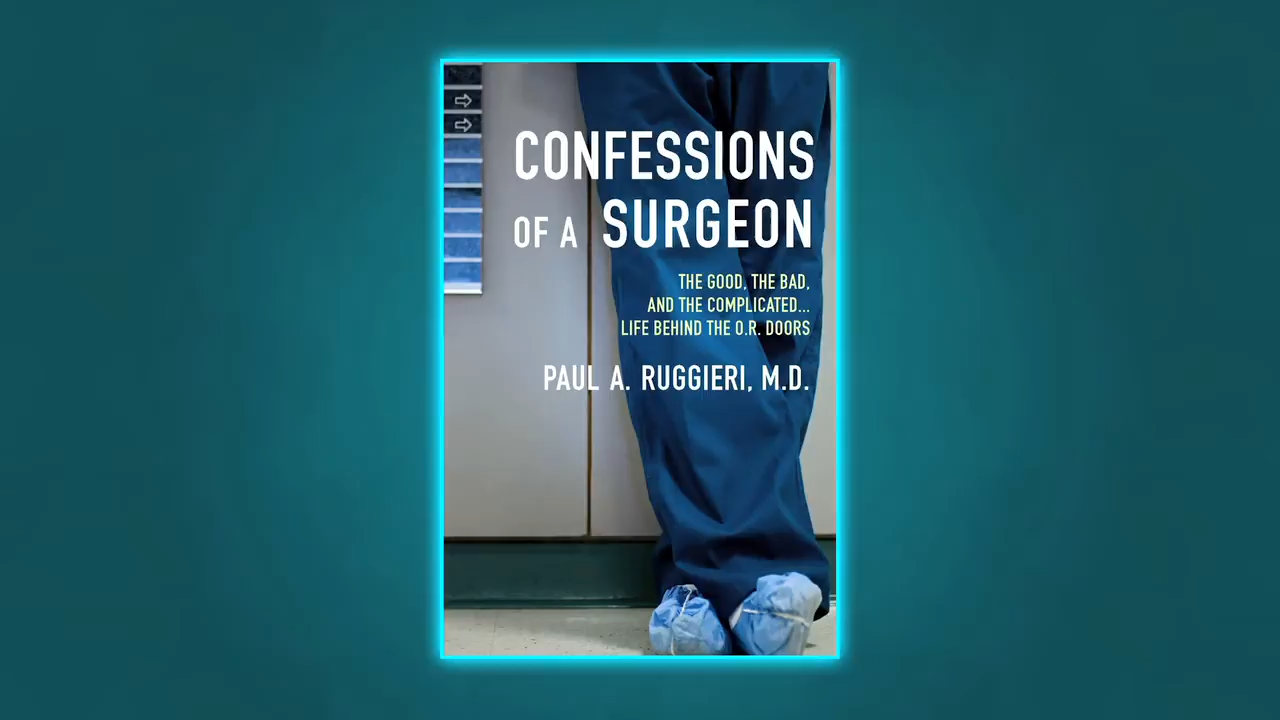 CONFESSIONS
OF A SURGEON
THE GOOD, THE BAD,
AND THE COMPLICATED...
LIFE BEHIND THE O.R. DOORS
PAUL A. RUGGIERI, M.D.